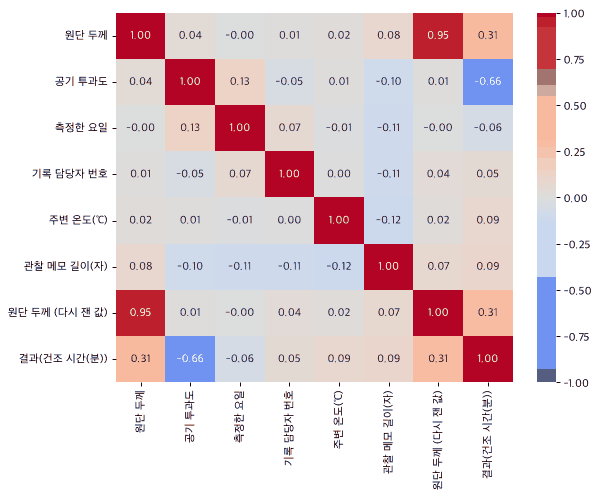 원단 두께 1.00 0.04 -0.00 0.01 0.02 0.08 0.95 0.31
공기 투과도 0.04 1.00 0.13 -0.05 0.01 -0.10 0.01 -0.66
측정한 요일 -0.00 0.13 1.00 0.07 -0.01 -0.11 -0.00 -0.06
기록 담당자 번호 0.01 -0.05 0.07 1.00 0.00 -0.11 0.04 0.05
주변 온도(℃) 0.02 0.01 -0.01 0.00 1.00 -0.12 0.02 0.09
관찰 메모 길이(자) 0.08 -0.10 -0.11 -0.11 -0.12 1.00 0.07 0.09
원단 두께 (다시 잰 값) 0.95 0.01 -0.00 0.04 0.02 0.07 1.00 0.31
결과(건조 시간(분)) 0.31 -0.66 -0.06 0.05 0.09 0.09 0.31 1.00
원단 두께
공기 투과도
측정한 요일
기록 담당자 번호
주변 온도(℃)
관찰 메모 길이(자)
원단 두께 (다시 잰 값)
결과(건조 시간(분))
1.00
0.75
0.50
0.25
0.00
-0.25
-0.50
-0.75
-1.00